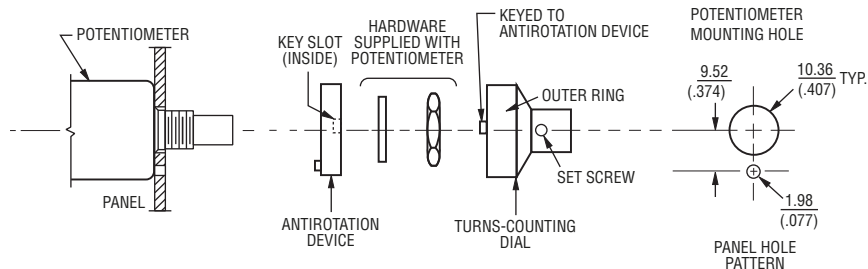 POTENTIOMETER
PANEL
KEY SLOT
(INSIDE)
ANTIROTATION
DEVICE
HARDWARE
SUPPLIED WITH
POTENTIOMETER
KEYED TO
ANTIROTATION DEVICE
OUTER RING
SET SCREW
TURNS-COUNTING
DIAL
POTENTIOMETER
MOUNTING HOLE
9.52
(.374)
10.36 TYP.
(.407)
1.98
(.077)
PANEL HOLE
PATTERN